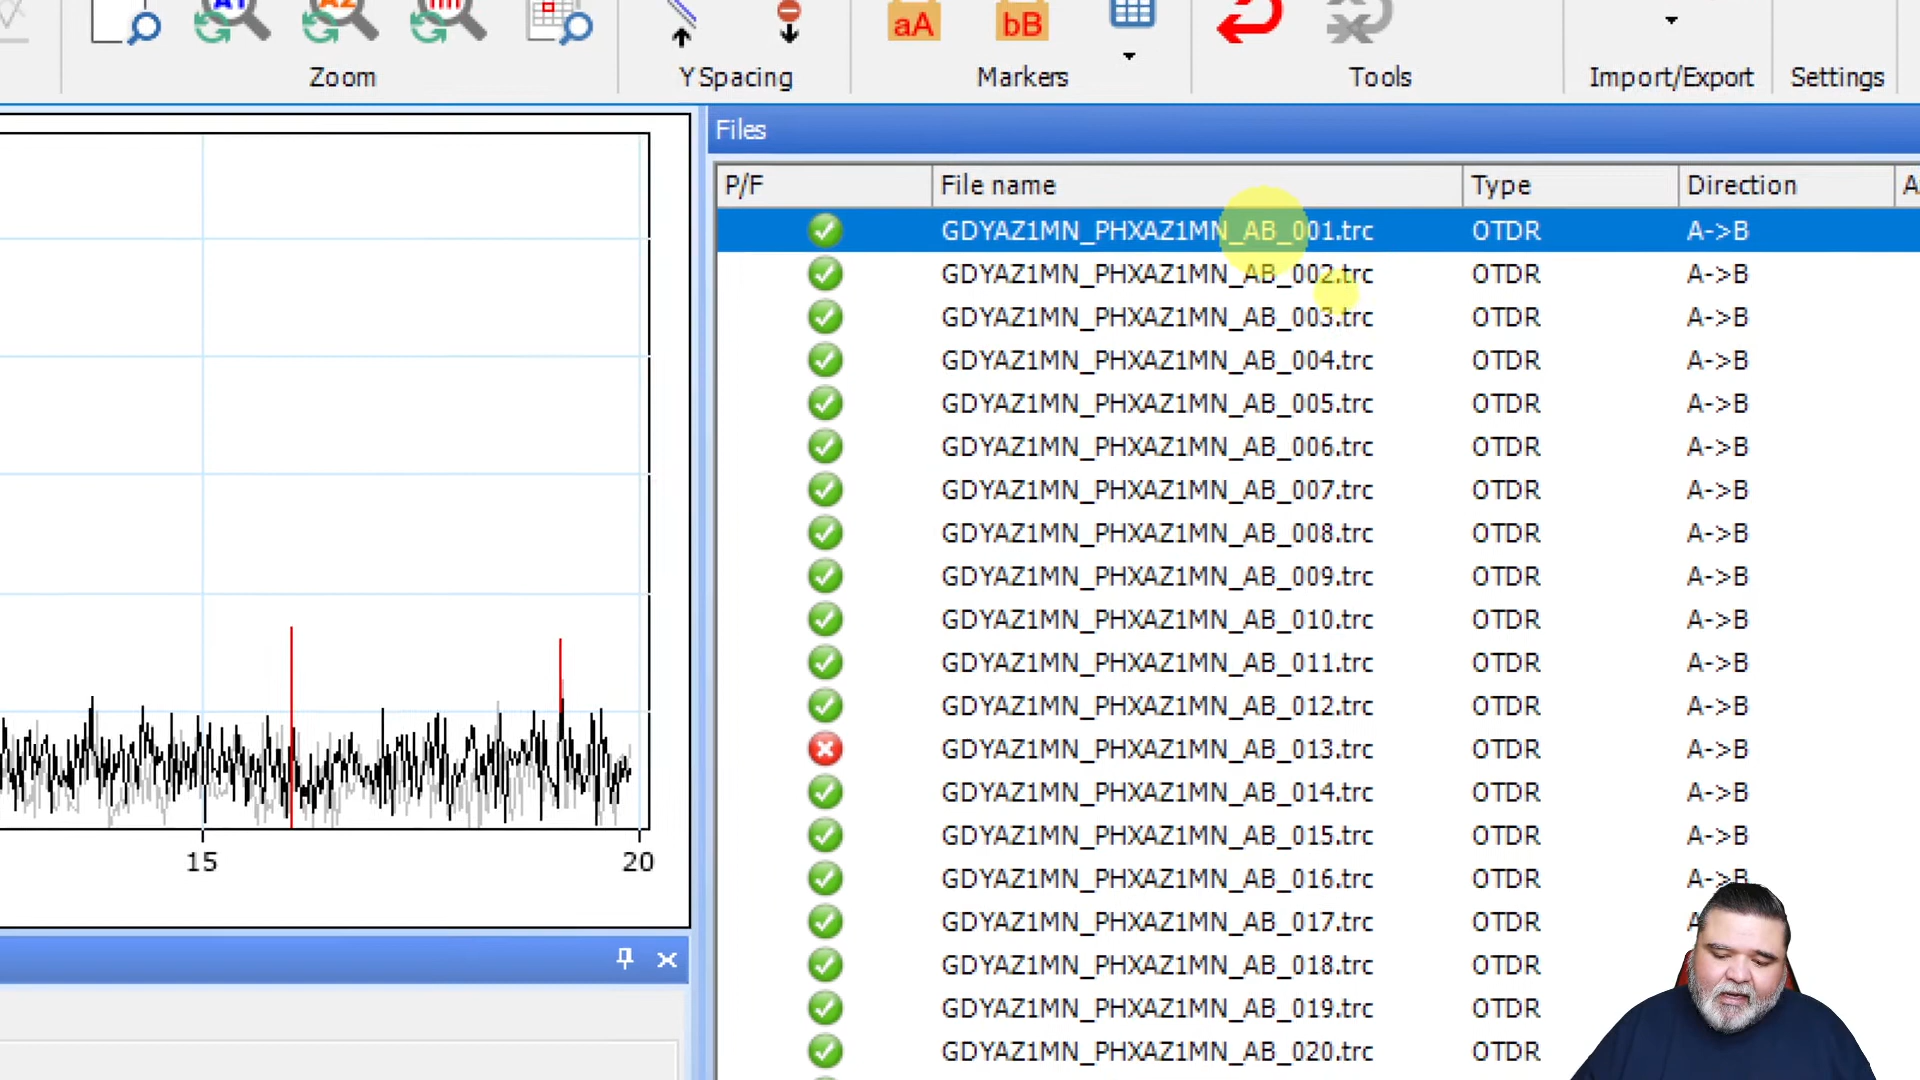 Zoom Y Spacing Markers Tools Import/Export Settings
aA bB
Files
P/F File name Type Direction
GDYAZ1MN_PHXAZ1MN_AB_001.trc OTDR A->B
GDYAZ1MN_PHXAZ1MN_AB_002.trc OTDR A->B
GDYAZ1MN_PHXAZ1MN_AB_003.trc OTDR A->B
GDYAZ1MN_PHXAZ1MN_AB_004.trc OTDR A->B
GDYAZ1MN_PHXAZ1MN_AB_005.trc OTDR A->B
GDYAZ1MN_PHXAZ1MN_AB_006.trc OTDR A->B
GDYAZ1MN_PHXAZ1MN_AB_007.trc OTDR A->B
GDYAZ1MN_PHXAZ1MN_AB_008.trc OTDR A->B
GDYAZ1MN_PHXAZ1MN_AB_009.trc OTDR A->B
GDYAZ1MN_PHXAZ1MN_AB_010.trc OTDR A->B
GDYAZ1MN_PHXAZ1MN_AB_011.trc OTDR A->B
GDYAZ1MN_PHXAZ1MN_AB_012.trc OTDR A->B
GDYAZ1MN_PHXAZ1MN_AB_013.trc OTDR A->B
GDYAZ1MN_PHXAZ1MN_AB_014.trc OTDR A->B
GDYAZ1MN_PHXAZ1MN_AB_015.trc OTDR A->B
GDYAZ1MN_PHXAZ1MN_AB_016.trc OTDR A->B
GDYAZ1MN_PHXAZ1MN_AB_017.trc OTDR
GDYAZ1MN_PHXAZ1MN_AB_018.trc OTDR
GDYAZ1MN_PHXAZ1MN_AB_019.trc OTDR
GDYAZ1MN_PHXAZ1MN_AB_020.trc OTDR
15 20